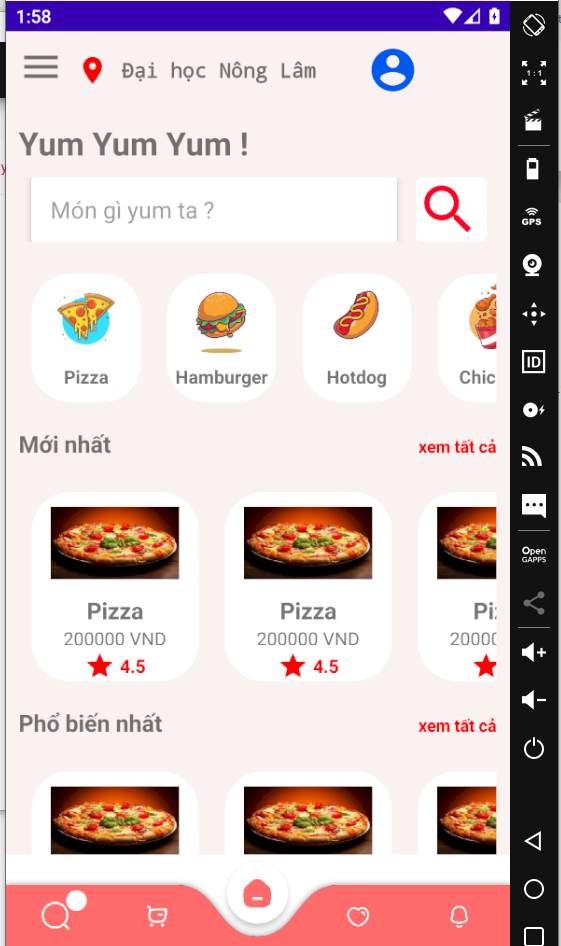 1:58
Đại học Nông Lâm
Yum Yum Yum !
Món gì yum ta ?
Pizza Hamburger Hotdog Chic
Mới nhất xem tất cả
Pizza Pizza Pi
200000 VND 200000 VND 20000
4.5 4.5
Phổ biến nhất xem tất cả
1:1
GPS
ID
Open
GAPPS